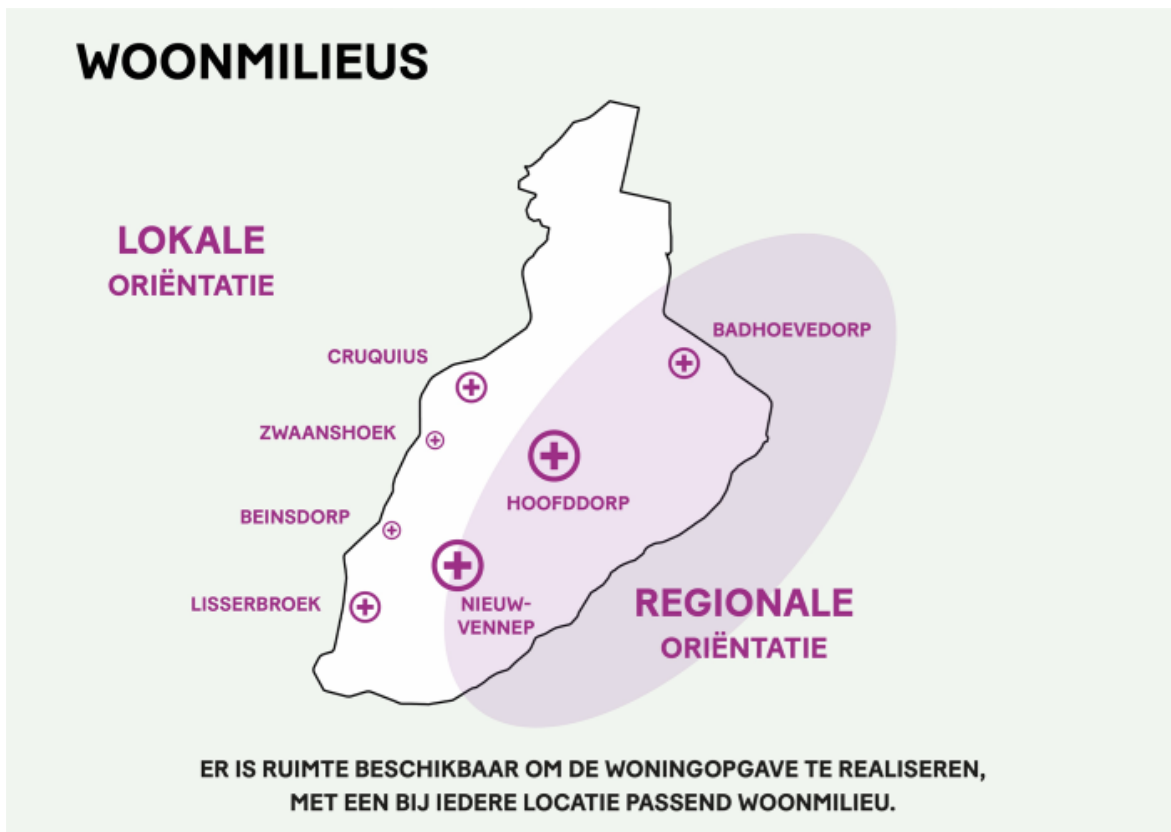 WOONMILIEUS
LOKALE
ORIËNTATIE
BADHOEVEDORP
CRUQUIUS
ZWAANSHOEK
HOOFDDORP
BEINSDORP
LISSERBROEK
NIEUW-
VENNEP
REGIONALE
ORIËNTATIE
ER IS RUIMTE BESCHIKBAAR OM DE WONINGOPGAVE TE REALISEREN,
MET EEN BIJ IEDERE LOCATIE PASSEND WOONMILIEU.